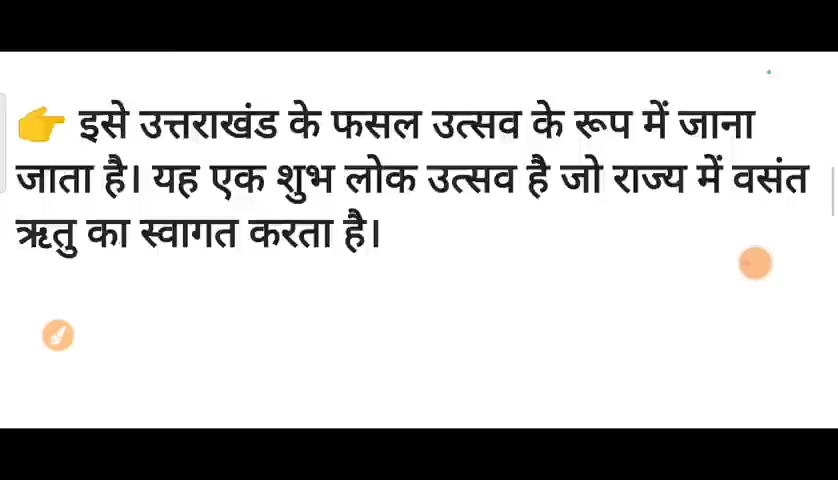 👉 इसे उत्तराखंड के फसल उत्सव के रूप में जाना
जाता है। यह एक शुभ लोक उत्सव है जो राज्य में वसंत
ऋतु का स्वागत करता है।